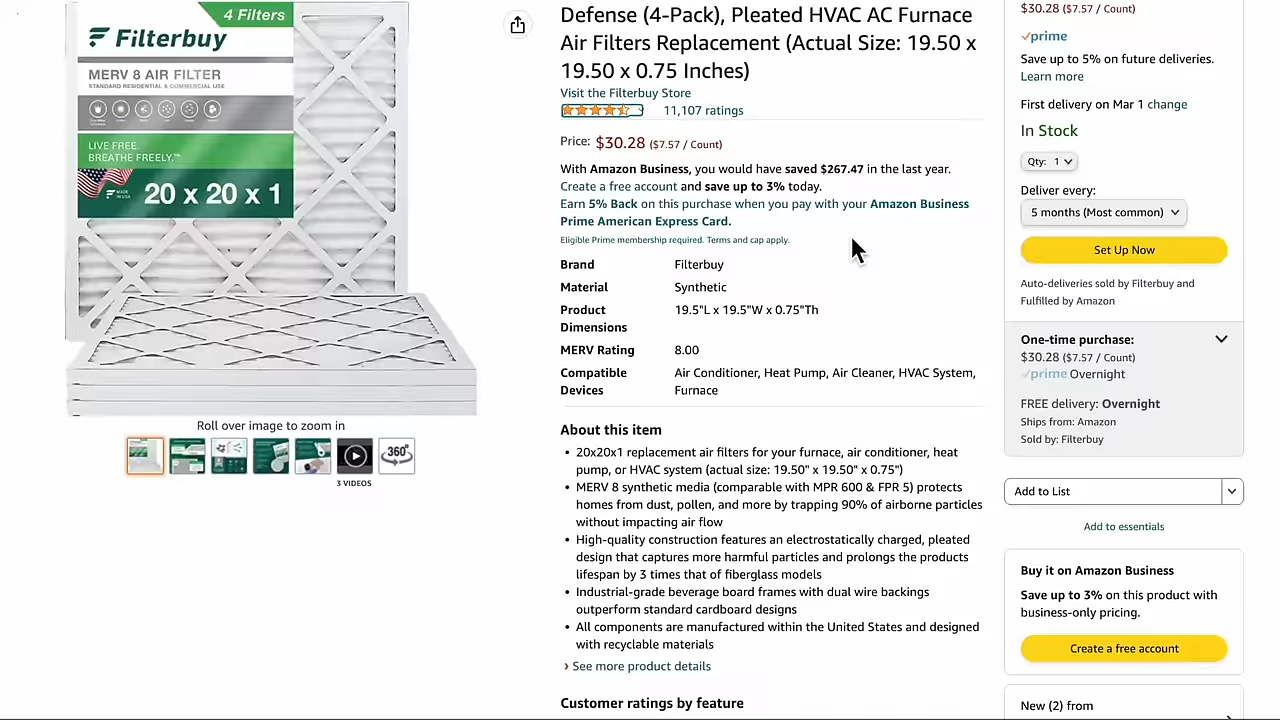 4 Filters
Filterbuy
MERV 8 AIR FILTER
STANDARD RESIDENTIAL & COMMERCIAL USE
LIVE FREE.
BREATHE FREELY.™
MADE IN USA
20 x 20 x 1
Roll over image to zoom in
360°
3 VIDEOS
Defense (4-Pack), Pleated HVAC AC Furnace
Air Filters Replacement (Actual Size: 19.50 x
19.50 x 0.75 Inches)
Visit the Filterbuy Store
11,107 ratings
Price: $30.28 ($7.57 / Count)
With Amazon Business, you would have saved $267.47 in the last year.
Create a free account and save up to 3% today.
Earn 5% Back on this purchase when you pay with your Amazon Business
Prime American Express Card.
Eligible Prime membership required. Terms and cap apply.
Brand Filterbuy
Material Synthetic
Product Dimensions 19.5"L x 19.5"W x 0.75"Th
MERV Rating 8.00
Compatible Devices Air Conditioner, Heat Pump, Air Cleaner, HVAC System,
Furnace
About this item
• 20x20x1 replacement air filters for your furnace, air conditioner, heat
pump, or HVAC system (actual size: 19.50" x 19.50" x 0.75")
• MERV 8 synthetic media (comparable with MPR 600 & FPR 5) protects
homes from dust, pollen, and more by trapping 90% of airborne particles
without impacting air flow
• High-quality construction features an electrostatically charged, pleated
design that captures more harmful particles and prolongs the products
lifespan by 3 times that of fiberglass models
• Industrial-grade beverage board frames with dual wire backings
outperform standard cardboard designs
• All components are manufactured within the United States and designed
with recyclable materials
› See more product details
Customer ratings by feature
$30.28 ($7.57 / Count)
prime
Save up to 5% on future deliveries.
Learn more
First delivery on Mar 1 change
In Stock
Qty: 1
Deliver every:
5 months (Most common)
Set Up Now
Auto-deliveries sold by Filterbuy and
Fulfilled by Amazon
One-time purchase:
$30.28 ($7.57 / Count)
prime Overnight
FREE delivery: Overnight
Ships from: Amazon
Sold by: Filterbuy
Add to List
Add to essentials
Buy it on Amazon Business
Save up to 3% on this product with
business-only pricing.
Create a free account
New (2) from